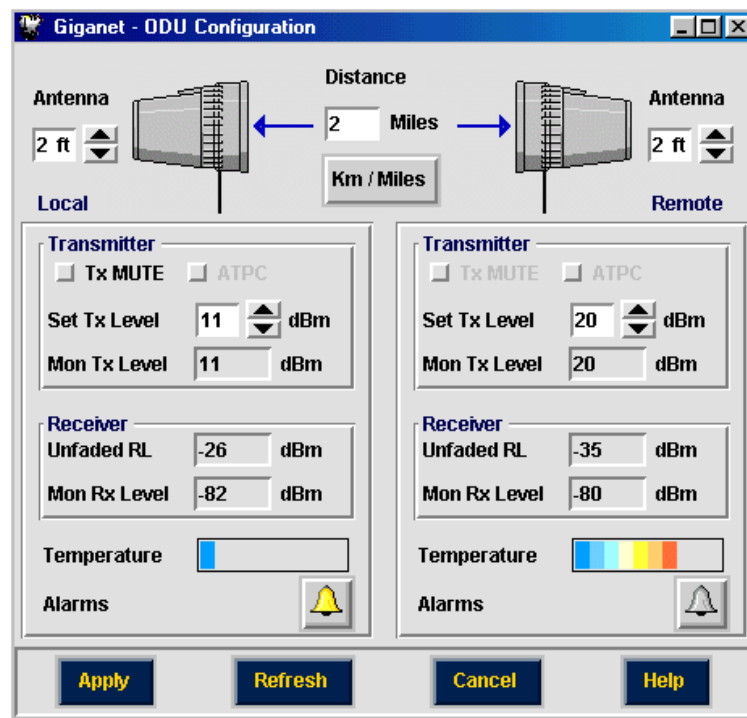 Giganet - ODU Configuration
Distance
Antenna
2 Miles
Antenna
2 ft
2 ft
Km / Miles
Local
Remote
Transmitter
Tx MUTE ATPC
Set Tx Level 11 dBm
Mon Tx Level 11 dBm
Receiver
Unfaded RL -26 dBm
Mon Rx Level -82 dBm
Temperature
Alarms
Transmitter
Tx MUTE ATPC
Set Tx Level 20 dBm
Mon Tx Level 20 dBm
Receiver
Unfaded RL -35 dBm
Mon Rx Level -80 dBm
Temperature
Alarms
Apply Refresh Cancel Help